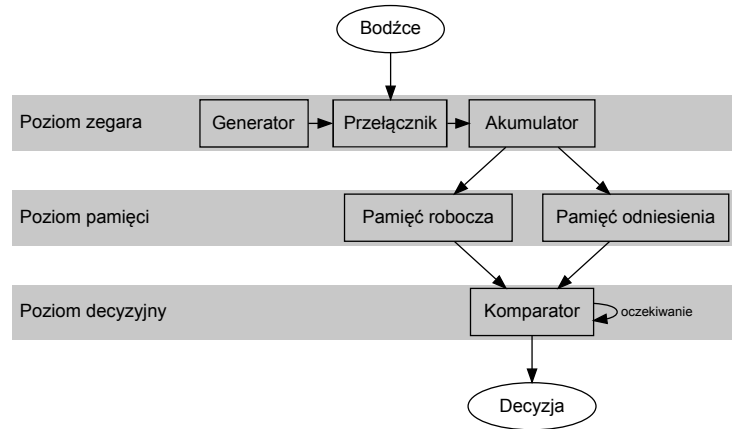 Bodźce
Poziom zegara
Generator
Przełącznik
Akumulator
Poziom pamięci
Pamięć robocza
Pamięć odniesienia
Poziom decyzyjny
Komparator
oczekiwanie
Decyzja